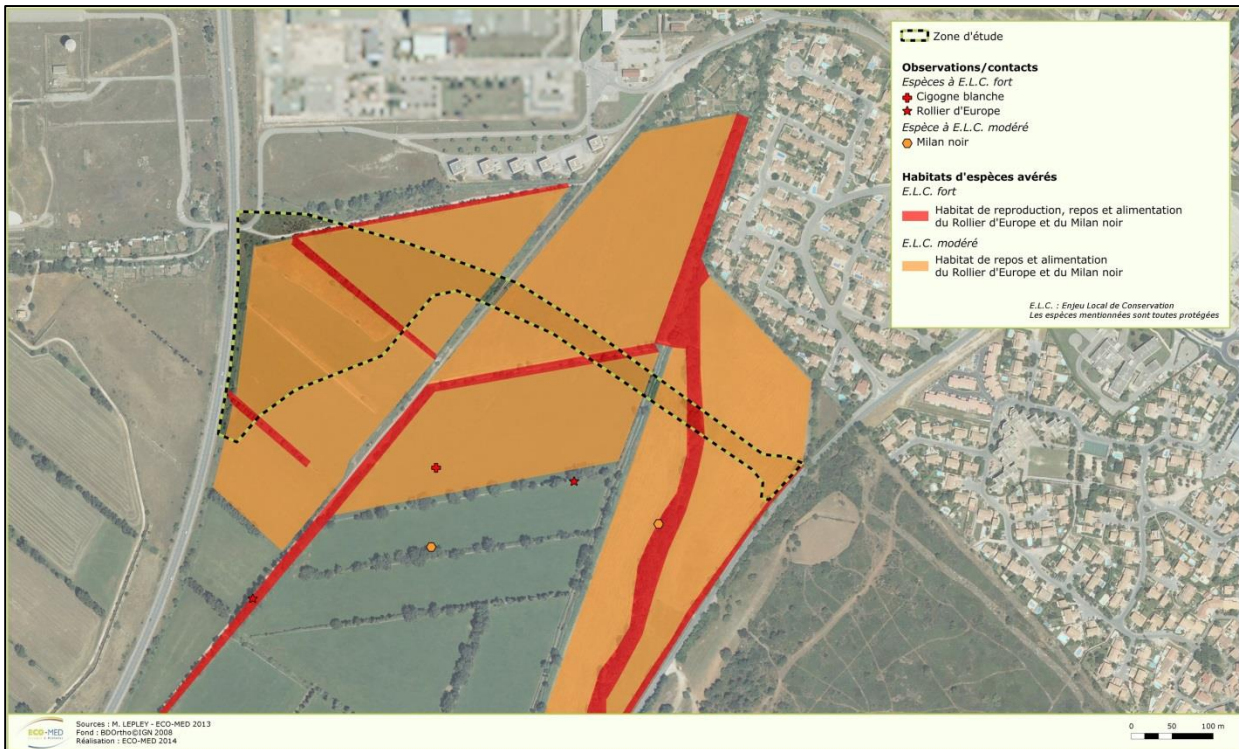 Zone d'étude
Observations/contacts
Espèces à E.L.C. fort
Cigogne blanche
Rollier d'Europe
Espèce à E.L.C. modéré
Milan noir
Habitats d'espèces avérés
E.L.C. fort
Habitat de reproduction, repos et alimentation
du Rollier d'Europe et du Milan noir
E.L.C. modéré
Habitat de repos et alimentation
du Rollier d'Europe et du Milan noir
E.L.C. : Enjeu Local de Conservation
Les espèces mentionnées sont toutes protégées
ECO-MED
Sources : M. LEPLEY - ECO-MED 2013
Fond : BDOrtho©IGN 2008
Réalisation : ECO-MED 2014
0 50 100 m